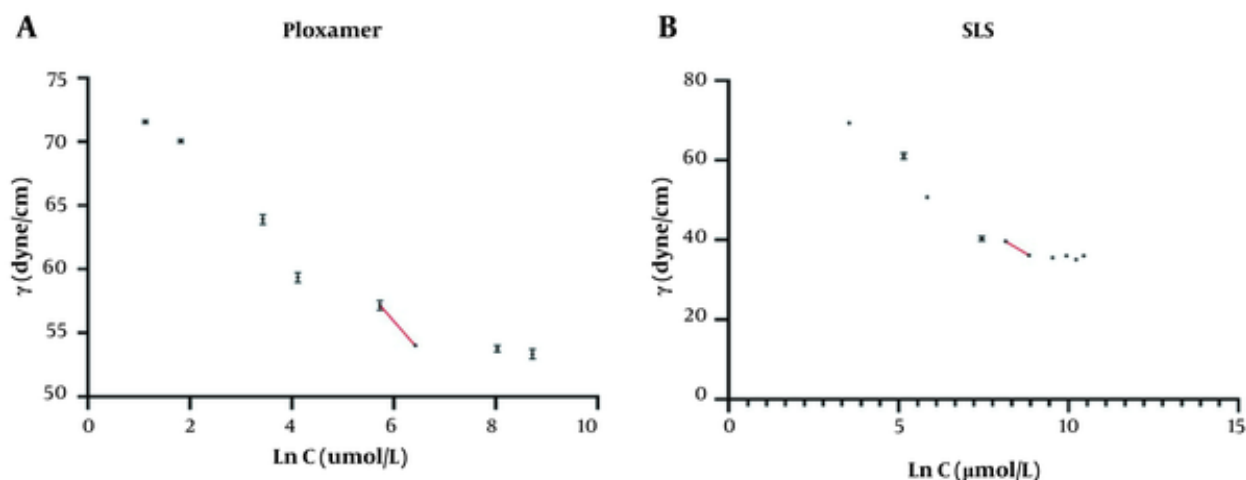 A
Ploxamer
75
70
65
60
55
50
γ (dyne/cm)
0 2 4 6 8 10
Ln C (umol/L)
B
SLS
80
60
40
20
0
γ (dyne/cm)
0 5 10 15
Ln C (μmol/L)